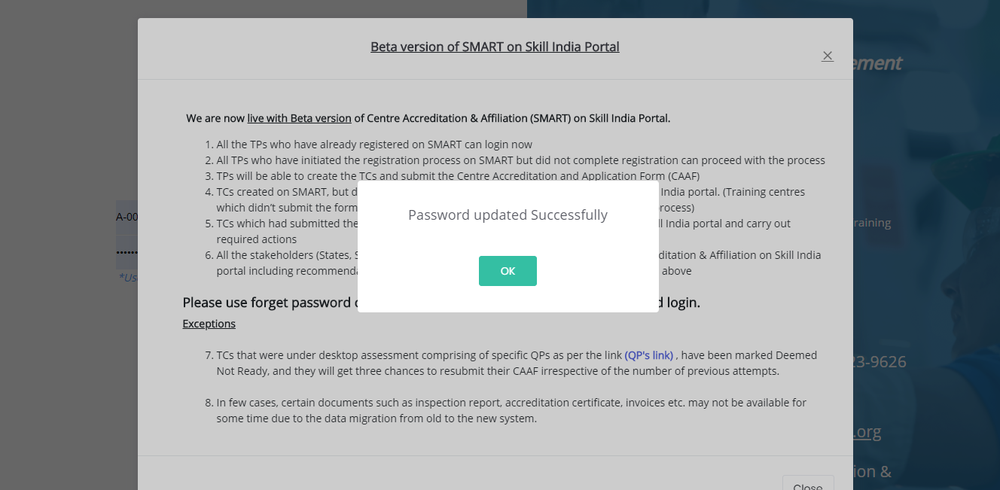 Beta version of SMART on Skill India Portal
ement
We are now live with Beta version of Centre Accreditation & Affiliation (SMART) on Skill India Portal.
1. All the TPs who have already registered on SMART can login now
2. All TPs who have initiated the registration process on SMART but did not complete registration can proceed with the process
3. TPs will be able to create the TCs and submit the Centre Accreditation and Application Form (CAAF)
4. TCs created on SMART, but d India portal. (Training centres
which didn’t submit the form process)
5. TCs which had submitted the ll India portal and carry out
required actions
6. All the stakeholders (States, S editation & Affiliation on Skill India
portal including recommenda above
Password updated Successfully
OK
A-00
*Us
raining
Please use forget password d login.
Exceptions
7. TCs that were under desktop assessment comprising of specific QPs as per the link (QP's link) , have been marked Deemed
Not Ready, and they will get three chances to resubmit their CAAF irrespective of the number of previous attempts.
23-9626
8. In few cases, certain documents such as inspection report, accreditation certificate, invoices etc. may not be available for
some time due to the data migration from old to the new system.
.org
ion &
Close